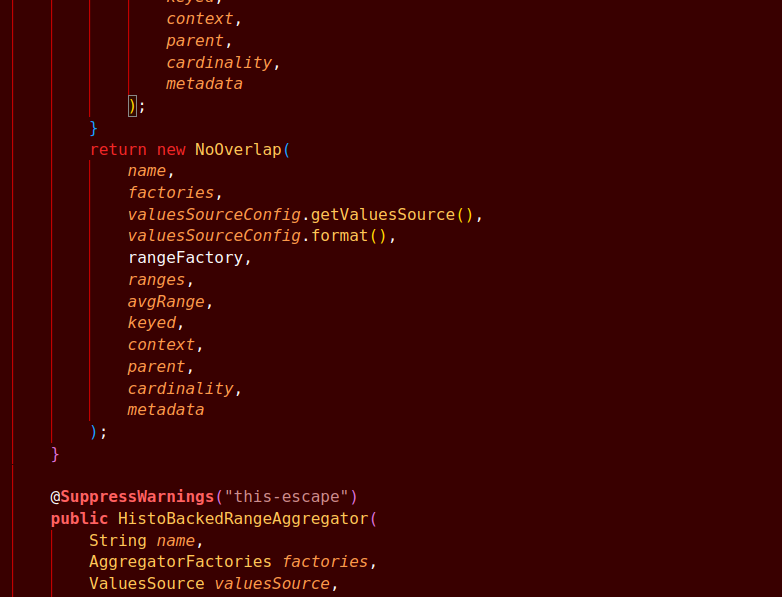 keyed,
context,
parent,
cardinality,
metadata
);
}
return new NoOverlap(
name,
factories,
valuesSourceConfig.getValuesSource(),
valuesSourceConfig.format(),
rangeFactory,
ranges,
avgRange,
keyed,
context,
parent,
cardinality,
metadata
);
}
@SuppressWarnings("this-escape")
public HistoBackedRangeAggregator(
String name,
AggregatorFactories factories,
ValuesSource valuesSource,